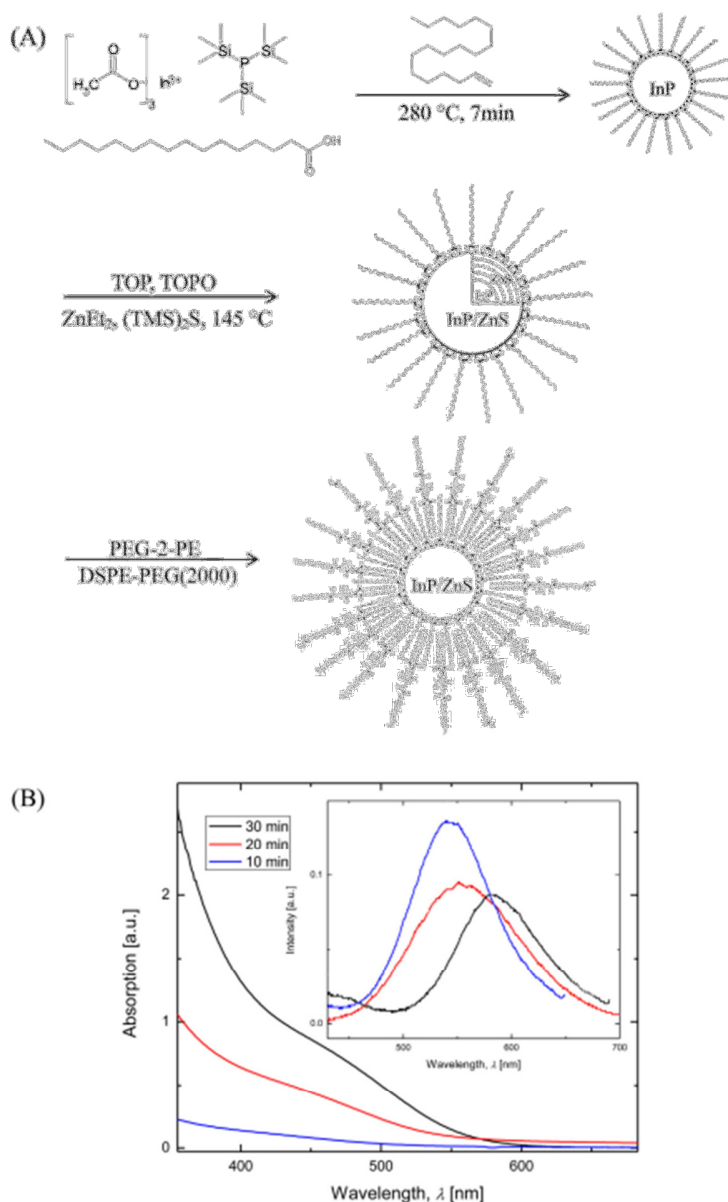 (A)
O
H₃C
O⁻
3
In³⁺
Si
Si
P
Si
OH
O
280 °C, 7min
InP
TOP, TOPO
ZnEt₂, (TMS)₂S, 145 °C
InP/ZnS
PEG-2-PE
DSPE-PEG(2000)
InP/ZnS
(B)
Absorption [a.u.]
2
1
0
400
500
600
Wavelength, λ [nm]
30 min
20 min
10 min
Intensity [a.u.]
0.1
0.0
500
600
700
Wavelength, λ [nm]